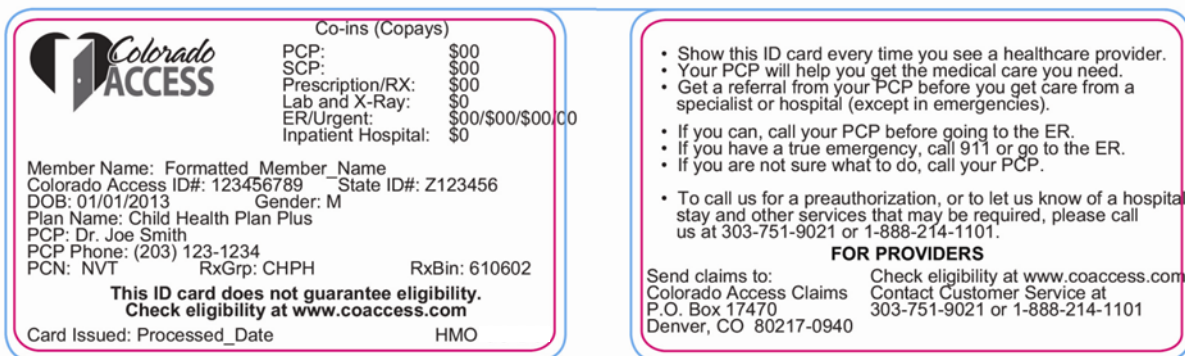 Colorado
ACCESS
Co-ins (Copays)
PCP: $00
SCP: $00
Prescription/RX: $00
Lab and X-Ray: $0
ER/Urgent: $00/$00/$00/00
Inpatient Hospital: $0
Member Name: Formatted_Member_Name
Colorado Access ID#: 123456789 State ID#: Z123456
DOB: 01/01/2013 Gender: M
Plan Name: Child Health Plan Plus
PCP: Dr. Joe Smith
PCP Phone: (203) 123-1234
PCN: NVT RxGrp: CHPH RxBin: 610602
This ID card does not guarantee eligibility.
Check eligibility at www.coaccess.com
Card Issued: Processed_Date HMO
• Show this ID card every time you see a healthcare provider.
• Your PCP will help you get the medical care you need.
• Get a referral from your PCP before you get care from a
specialist or hospital (except in emergencies).
• If you can, call your PCP before going to the ER.
• If you have a true emergency, call 911 or go to the ER.
• If you are not sure what to do, call your PCP.
• To call us for a preauthorization, or to let us know of a hospital
stay and other services that may be required, please call
us at 303-751-9021 or 1-888-214-1101.
FOR PROVIDERS
Send claims to:
Colorado Access Claims
P.O. Box 17470
Denver, CO 80217-0940
Check eligibility at www.coaccess.com
Contact Customer Service at
303-751-9021 or 1-888-214-1101